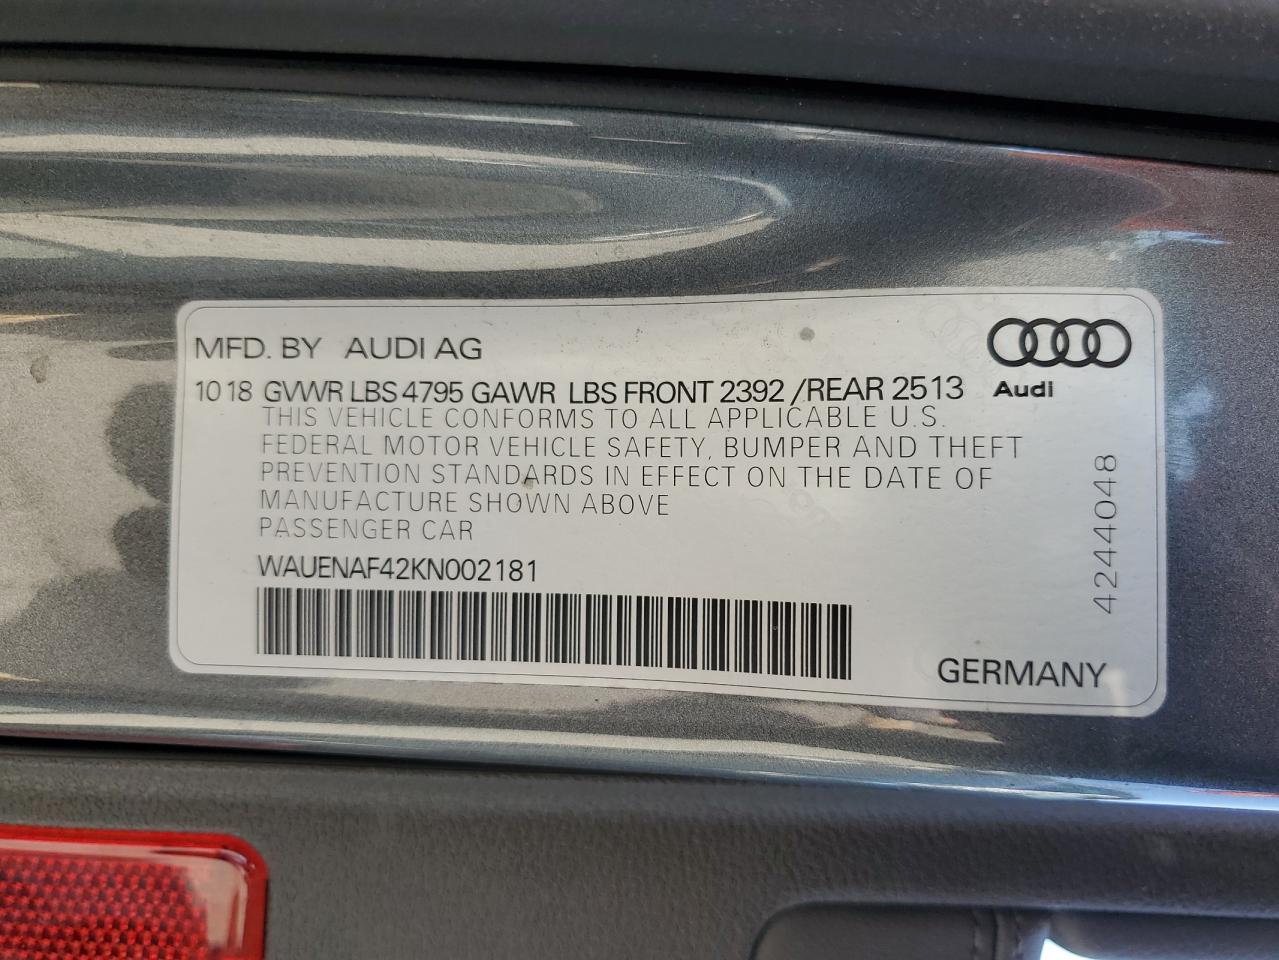 MFD. BY AUDI AG
Audi
10 18 GVWR LBS 4795 GAWR LBS FRONT 2392 /REAR 2513
THIS VEHICLE CONFORMS TO ALL APPLICABLE U.S.
FEDERAL MOTOR VEHICLE SAFETY, BUMPER AND THEFT
PREVENTION STANDARDS IN EFFECT ON THE DATE OF
MANUFACTURE SHOWN ABOVE
PASSENGER CAR
WAUENAF42KN002181
4244048
GERMANY